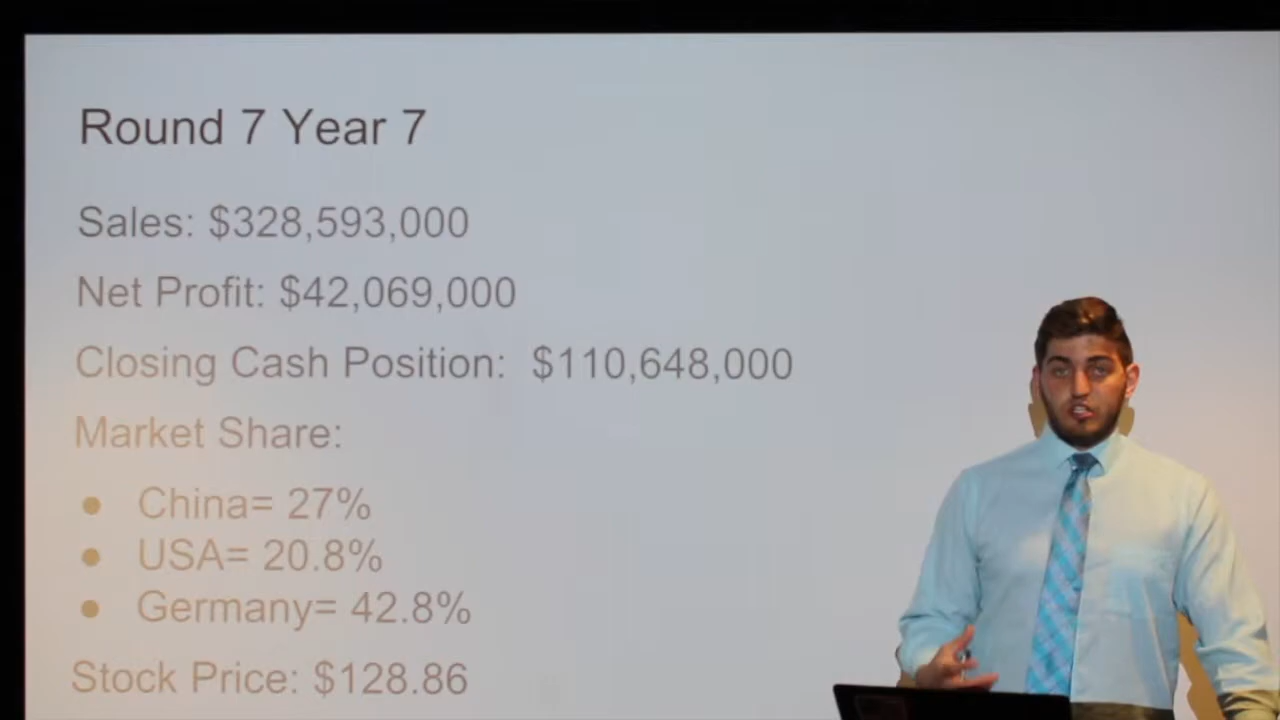 Round 7 Year 7
Sales: $328,593,000
Net Profit: $42,069,000
Closing Cash Position:  $110,648,000
Market Share:
● China= 27%
● USA= 20.8%
● Germany= 42.8%
Stock Price: $128.86